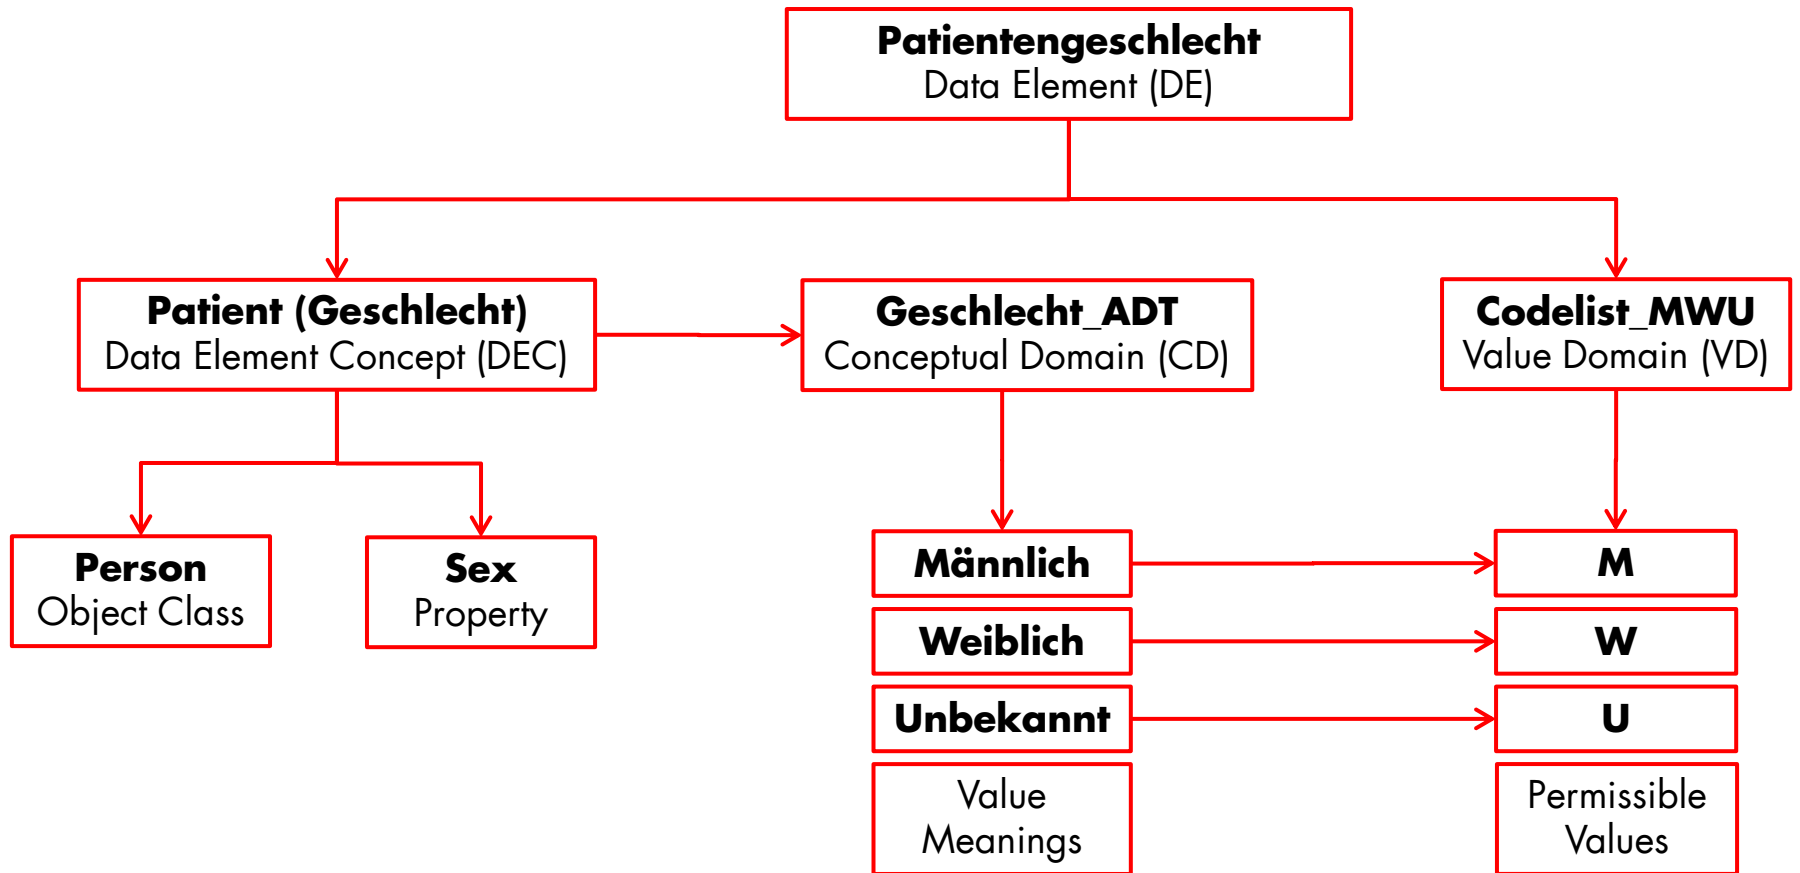 Patientengeschlecht
Data Element (DE)
Patient (Geschlecht)
Data Element Concept (DEC)
Geschlecht_ADT
Conceptual Domain (CD)
Codelist_MWU
Value Domain (VD)
Person
Object Class
Sex
Property
Männlich
M
Weiblich
W
Unbekannt
U
Value
Meanings
Permissible
Values